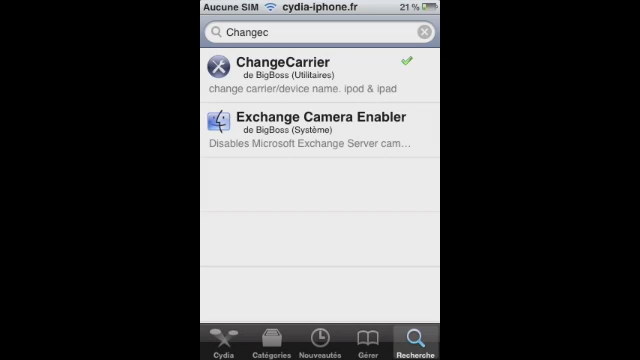 Aucune SIM cydia-iphone.fr 21 %
Changec
ChangeCarrier
de BigBoss (Utilitaires)
change carrier/device name. ipod & ipad
Exchange Camera Enabler
de BigBoss (Système)
Disables Microsoft Exchange Server cam…
Cydia Catégories Nouveautés Gérer Recherche